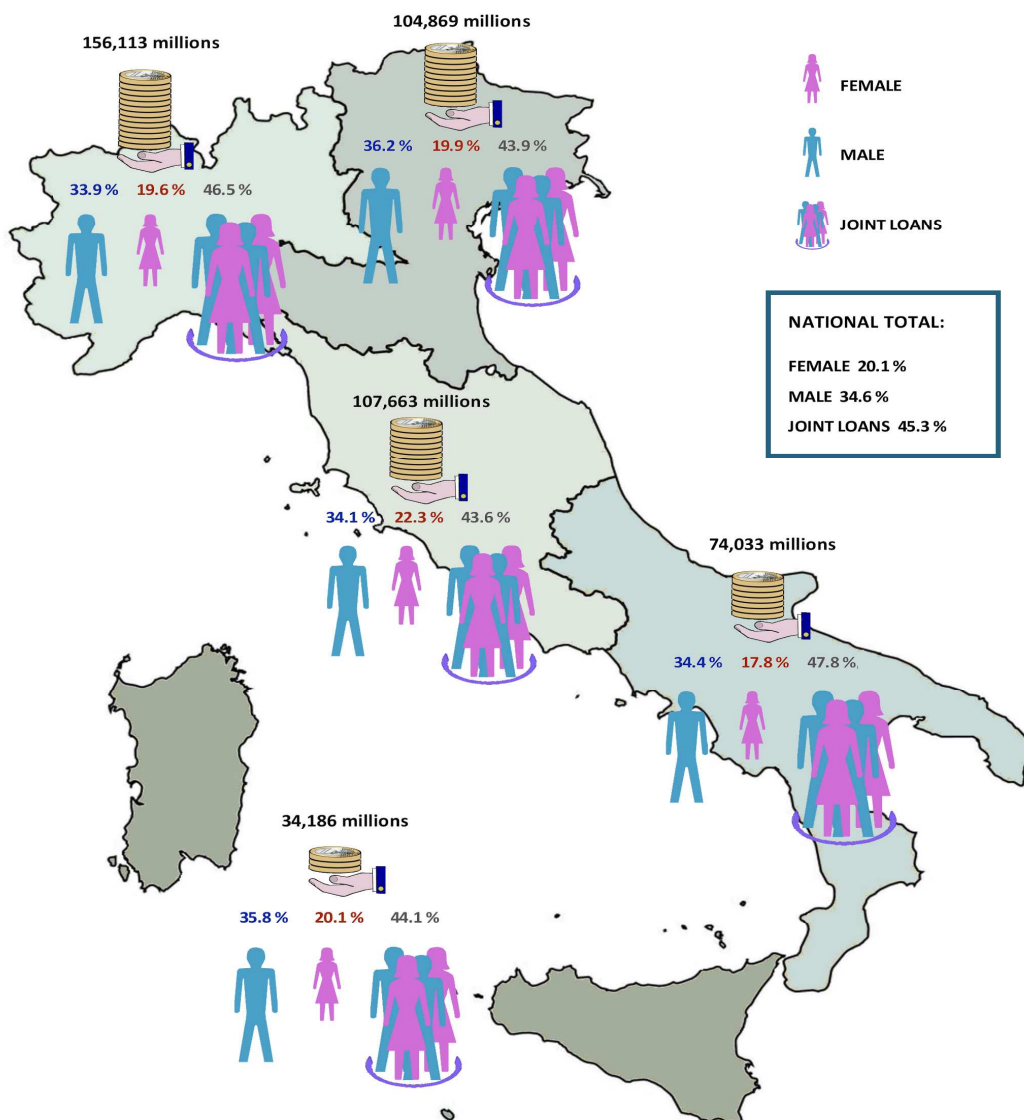 104,869 millions
156,113 millions
FEMALE
MALE
JOINT LOANS
36.2 % 19.9 % 43.9 %
33.9 % 19.6 % 46.5 %
NATIONAL TOTAL:
FEMALE 20.1 %
MALE 34.6 %
JOINT LOANS 45.3 %
107,663 millions
34.1 % 22.3 % 43.6 %
74,033 millions
34.4 % 17.8 % 47.8 %
34,186 millions
35.8 % 20.1 % 44.1 %